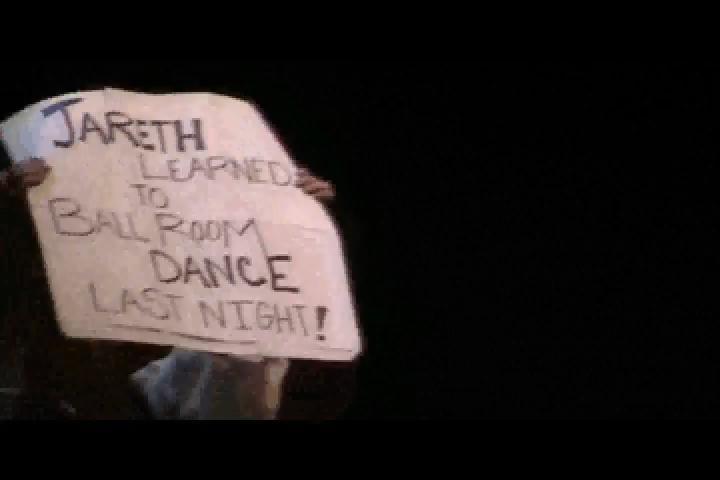 JARETH
LEARNED
TO
BALL ROOM
DANCE
LAST NIGHT!